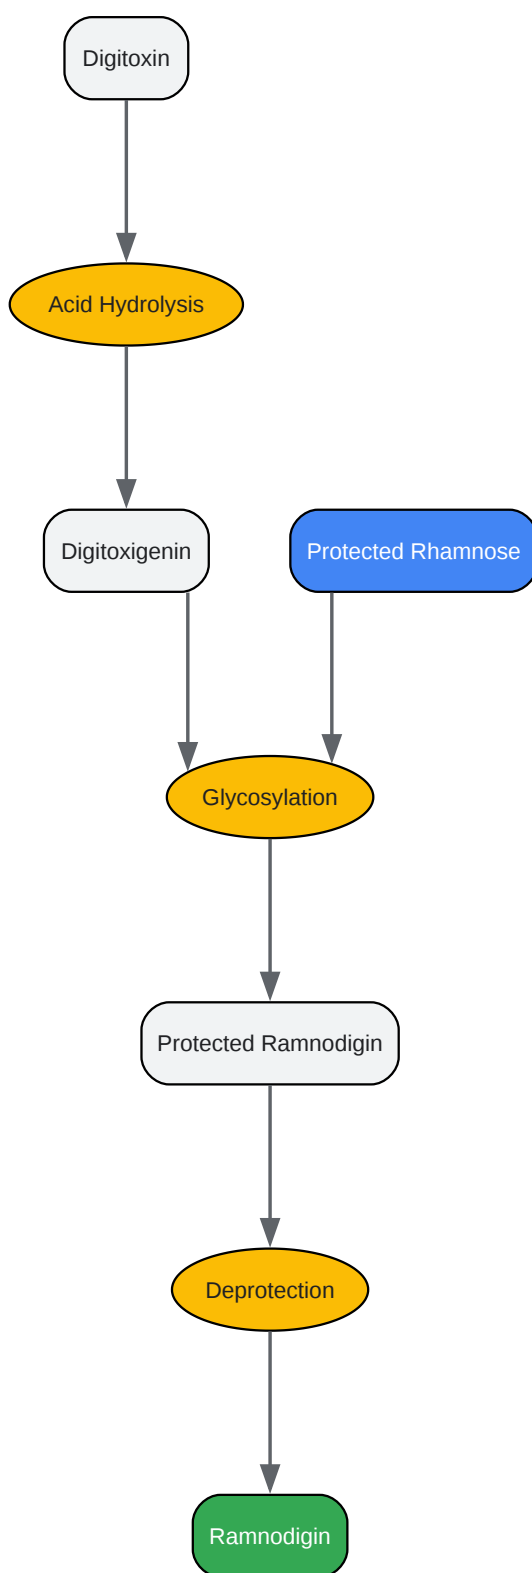 Digitoxin
Acid Hydrolysis
Digitoxigenin
Protected Rhamnose
Glycosylation
Protected Ramnodigin
Deprotection
Ramnodigin